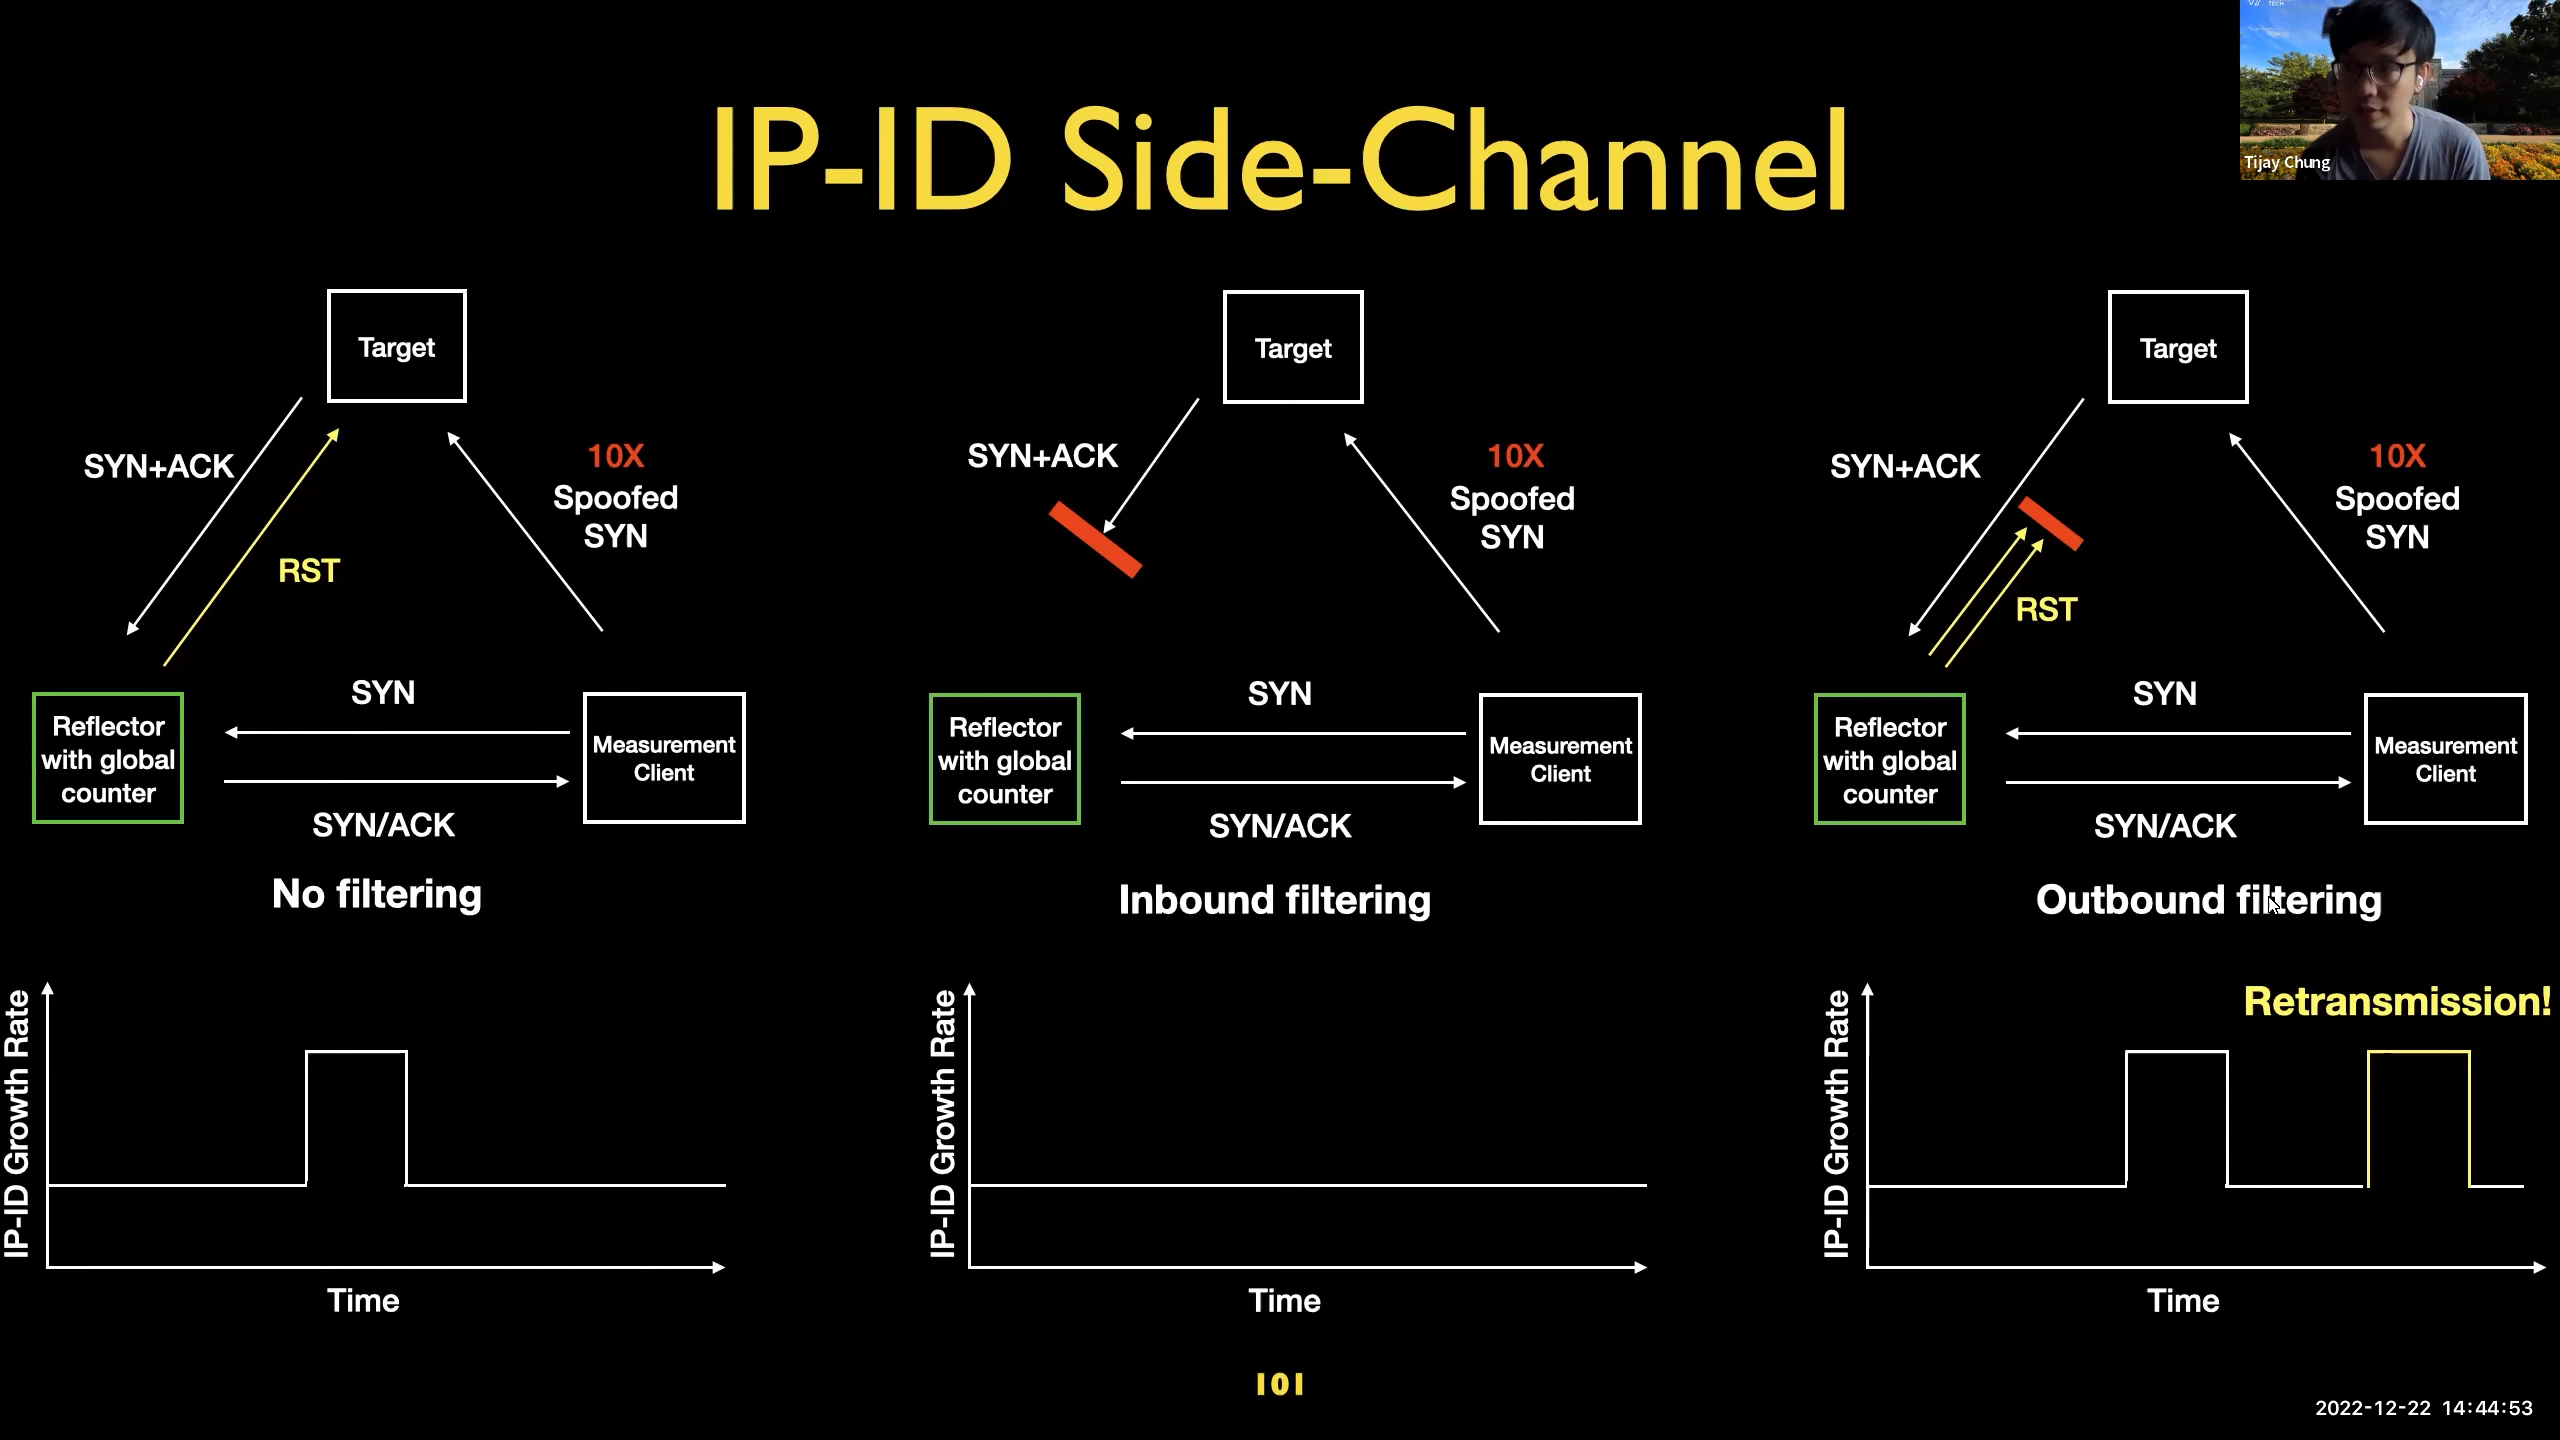 TECH
Tijay Chung
IP-ID Side-Channel
Target
SYN+ACK
10X
Spoofed
SYN
RST
SYN
Reflector
with global
counter
Measurement
Client
SYN/ACK
No filtering
IP-ID Growth Rate
Time
Target
SYN+ACK
10X
Spoofed
SYN
SYN
Reflector
with global
counter
Measurement
Client
SYN/ACK
Inbound filtering
IP-ID Growth Rate
Time
Target
SYN+ACK
10X
Spoofed
SYN
RST
SYN
Reflector
with global
counter
Measurement
Client
SYN/ACK
Outbound filtering
Retransmission!
IP-ID Growth Rate
Time
101
2022-12-22 14:44:53